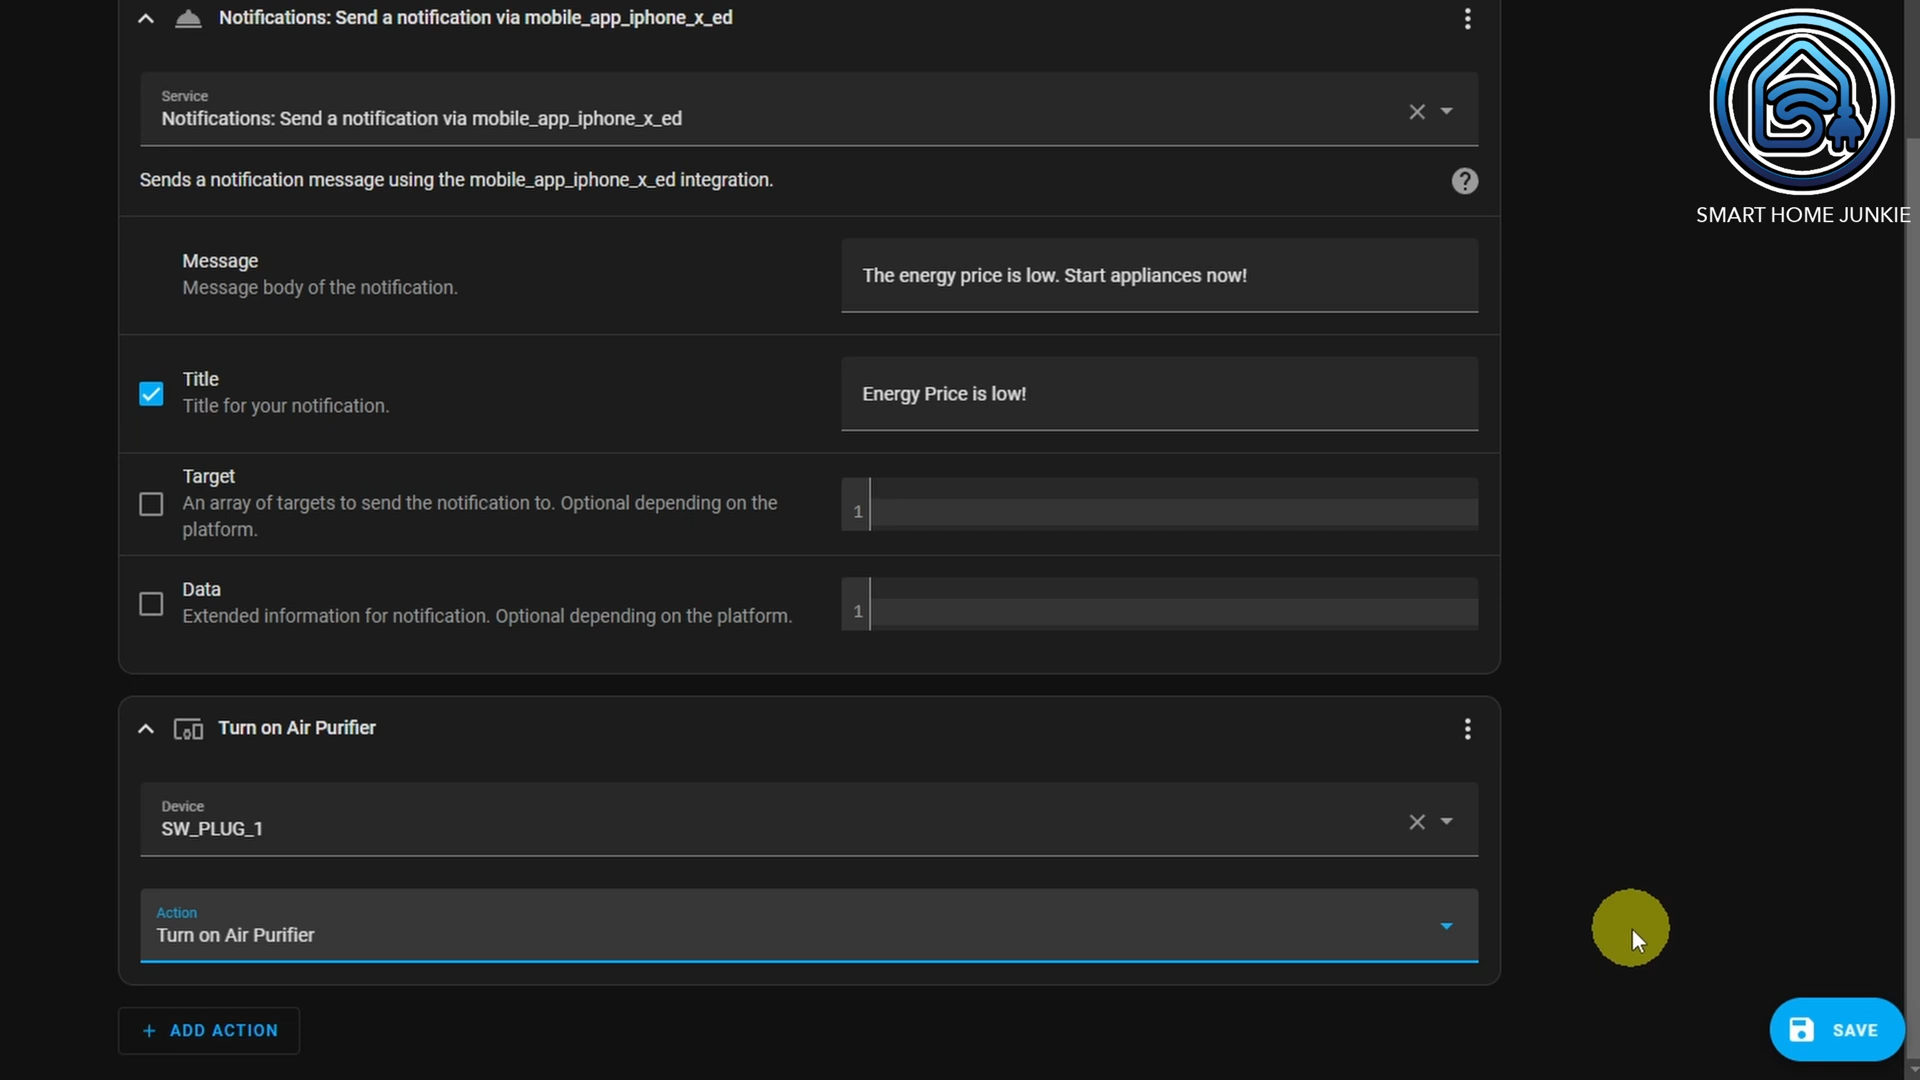 Notifications: Send a notification via mobile_app_iphone_x_ed
SMART HOME JUNKIE
Service
Notifications: Send a notification via mobile_app_iphone_x_ed
Sends a notification message using the mobile_app_iphone_x_ed integration.
Message
Message body of the notification.
The energy price is low. Start appliances now!
Title
Title for your notification.
Energy Price is low!
Target
An array of targets to send the notification to. Optional depending on the
platform.
1
Data
Extended information for notification. Optional depending on the platform.
1
Turn on Air Purifier
Device
SW_PLUG_1
Action
Turn on Air Purifier
+ ADD ACTION
SAVE